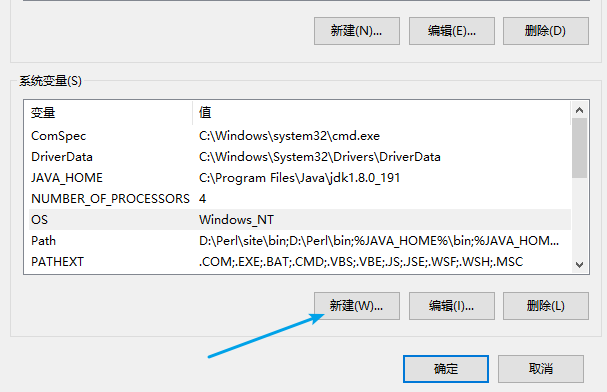 新建(N)... 编辑(E)... 删除(D)
系统变量(S)
变量 值
ComSpec C:\Windows\system32\cmd.exe
DriverData C:\Windows\System32\Drivers\DriverData
JAVA_HOME C:\Program Files\Java\jdk1.8.0_191
NUMBER_OF_PROCESSORS 4
OS Windows_NT
Path D:\Perl\site\bin;D:\Perl\bin;%JAVA_HOME%\bin;%JAVA_HOM...
PATHEXT .COM;.EXE;.BAT;.CMD;.VBS;.VBE;.JS;.JSE;.WSF;.WSH;.MSC
新建(W)... 编辑(I)... 删除(L)
确定 取消